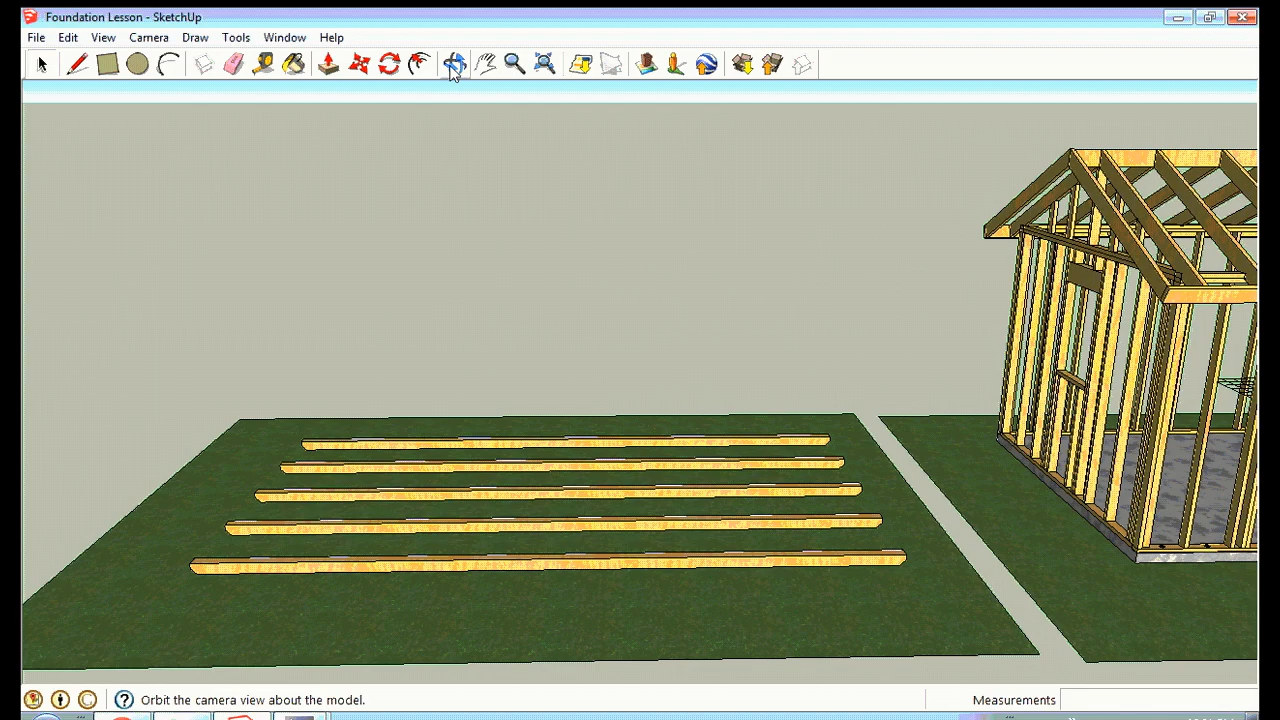 Foundation Lesson - SketchUp
File Edit View Camera Draw Tools Window Help
Orbit the camera view about the model.
Measurements